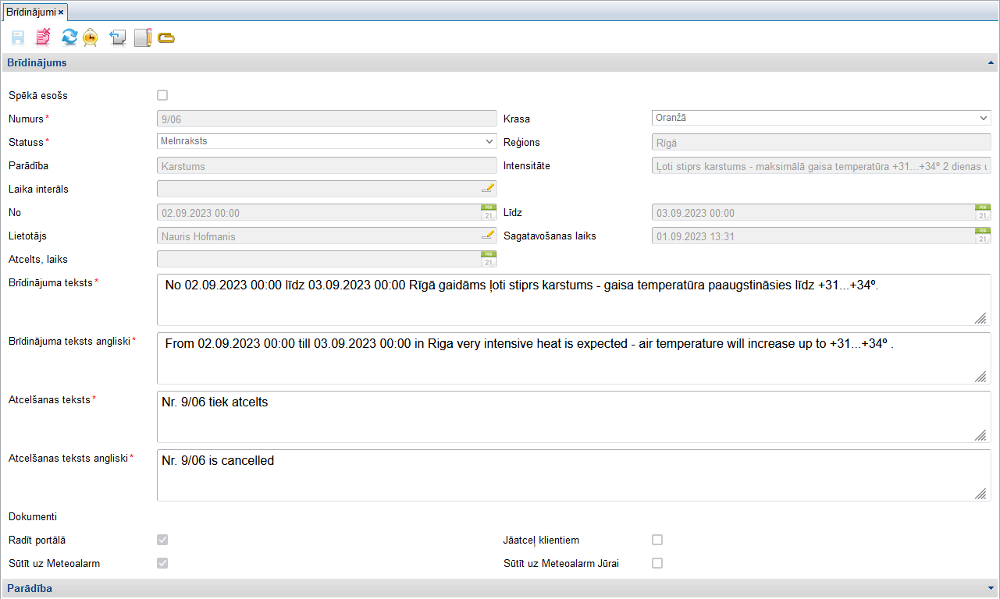 Brīdinājumi ×
Brīdinājums
Spēkā esošs
Numurs * 9/06 Krasa Oranžā
Statuss * Melnraksts Reģions Rīgā
Parādība Karstums Intensitāte Ļoti stiprs karstums - maksimālā gaisa temperatūra +31...+34º 2 dienas u
Laika interāls
No 02.09.2023 00:00 Līdz 03.09.2023 00:00
Lietotājs Nauris Hofmanis Sagatavošanas laiks 01.09.2023 13:31
Atcelts, laiks
Brīdinājuma teksts * No 02.09.2023 00:00 līdz 03.09.2023 00:00 Rīgā gaidāms ļoti stiprs karstums - gaisa temperatūra paaugstināsies līdz +31...+34º.
Brīdinājuma teksts angliski * From 02.09.2023 00:00 till 03.09.2023 00:00 in Riga very intensive heat is expected - air temperature will increase up to +31...+34º .
Atcelšanas teksts * Nr. 9/06 tiek atcelts
Atcelšanas teksts angliski * Nr. 9/06 is cancelled
Dokumenti
Radīt portālā Jāatceļ klientiem
Sūtīt uz Meteoalarm Sūtīt uz Meteoalarm Jūrai
Parādība